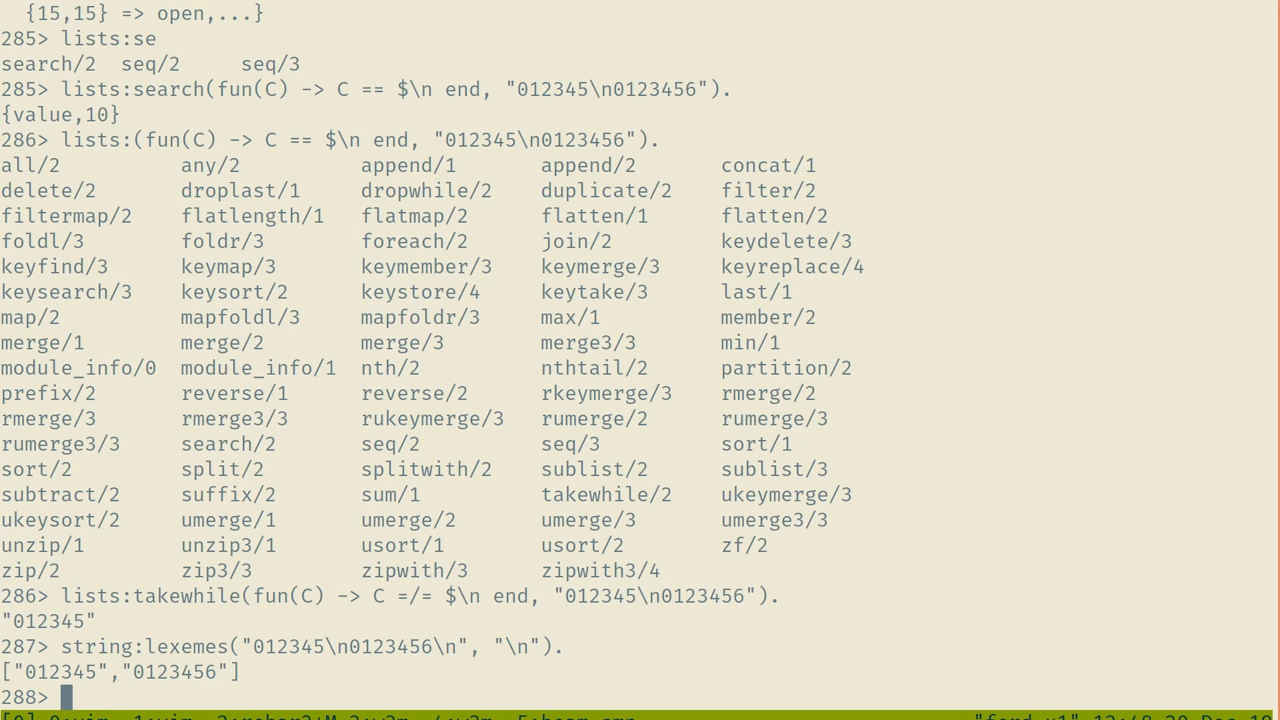 {15,15} => open,...}
285> lists:se
search/2  seq/2     seq/3
285> lists:search(fun(C) -> C == $\n end, "012345\n0123456").
{value,10}
286> lists:(fun(C) -> C == $\n end, "012345\n0123456").
all/2          any/2          append/1       append/2       concat/1
delete/2       droplast/1     dropwhile/2    duplicate/2    filter/2
filtermap/2    flatlength/1   flatmap/2      flatten/1      flatten/2
foldl/3        foldr/3        foreach/2      join/2         keydelete/3
keyfind/3      keymap/3       keymember/3    keymerge/3     keyreplace/4
keysearch/3    keysort/2      keystore/4     keytake/3      last/1
map/2          mapfoldl/3     mapfoldr/3     max/1          member/2
merge/1        merge/2        merge/3        merge3/3       min/1
module_info/0  module_info/1  nth/2          nthtail/2      partition/2
prefix/2       reverse/1      reverse/2      rkeymerge/3    rmerge/2
rmerge/3       rmerge3/3      rukeymerge/3   rumerge/2      rumerge/3
rumerge3/3     search/2       seq/2          seq/3          sort/1
sort/2         split/2        splitwith/2    sublist/2      sublist/3
subtract/2     suffix/2       sum/1          takewhile/2    ukeymerge/3
ukeysort/2     umerge/1       umerge/2       umerge/3       umerge3/3
unzip/1        unzip3/1       usort/1        usort/2        zf/2
zip/2          zip3/3         zipwith/3      zipwith3/4
286> lists:takewhile(fun(C) -> C =/= $\n end, "012345\n0123456").
"012345"
287> string:lexemes("012345\n0123456\n", "\n").
["012345","0123456"]
288>